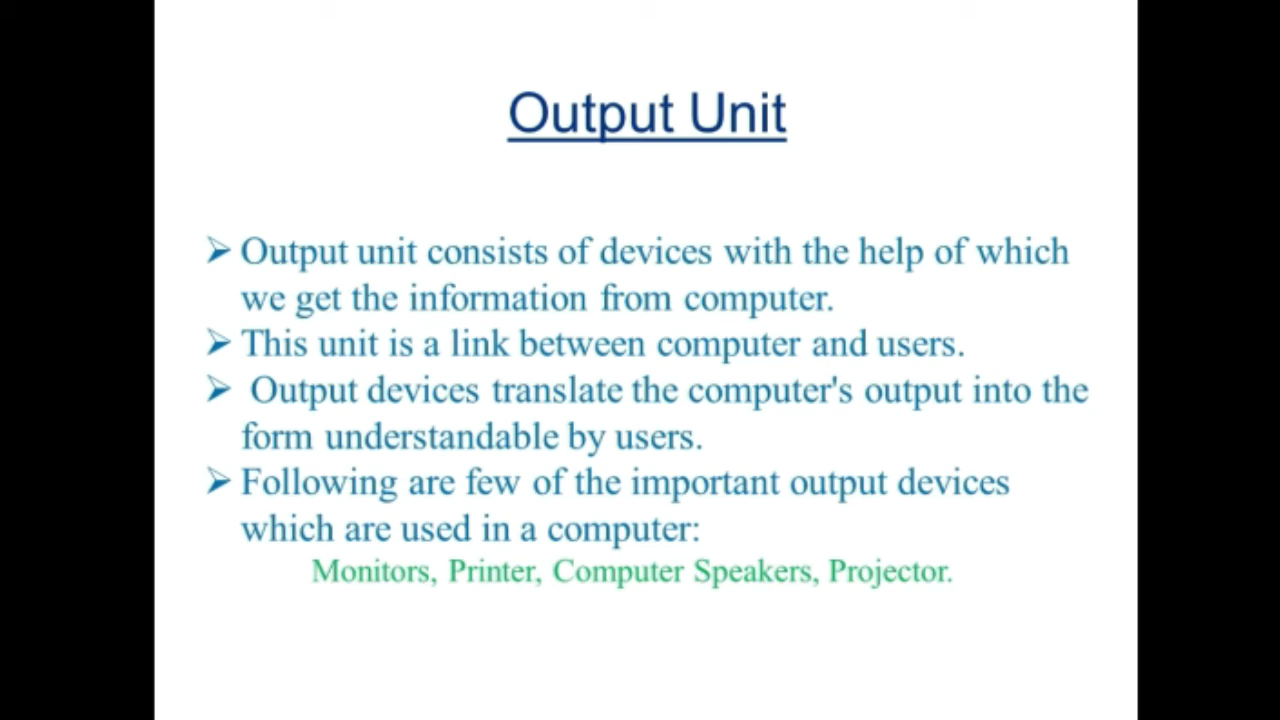 Output Unit
➢ Output unit consists of devices with the help of which
we get the information from computer.
➢ This unit is a link between computer and users.
➢ Output devices translate the computer's output into the
form understandable by users.
➢ Following are few of the important output devices
which are used in a computer:
Monitors, Printer, Computer Speakers, Projector.